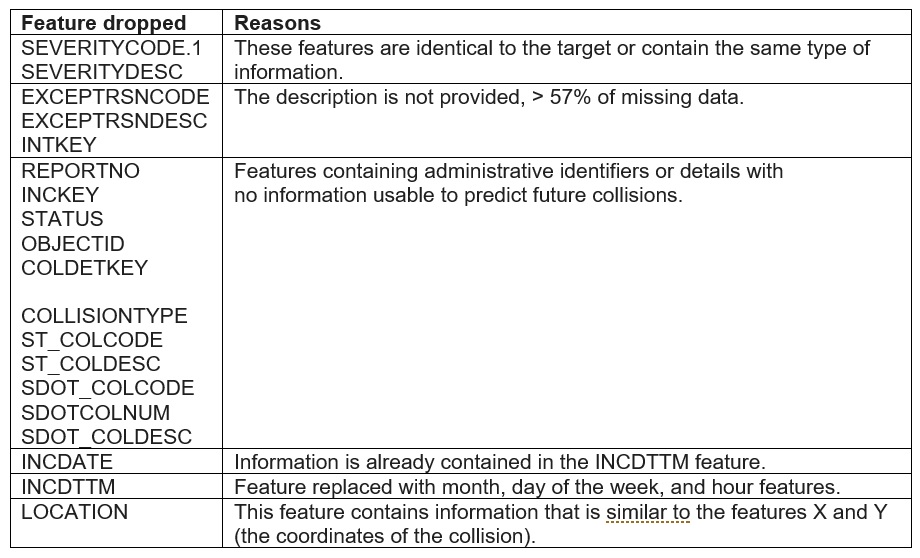 Feature dropped Reasons
SEVERITYCODE.1 These features are identical to the target or contain the same type of
SEVERITYDESC information.
EXCEPTRSNCODE The description is not provided, > 57% of missing data.
EXCEPTRSNDESC
INTKEY
REPORTNO Features containing administrative identifiers or details with
INCKEY no information usable to predict future collisions.
STATUS
OBJECTID
COLDETKEY
COLLISIONTYPE
ST_COLCODE
ST_COLDESC
SDOT_COLCODE
SDOTCOLNUM
SDOT_COLDESC
INCDATE Information is already contained in the INCDTTM feature.
INCDTTM Feature replaced with month, day of the week, and hour features.
LOCATION This feature contains information that is similar to the features X and Y
(the coordinates of the collision).